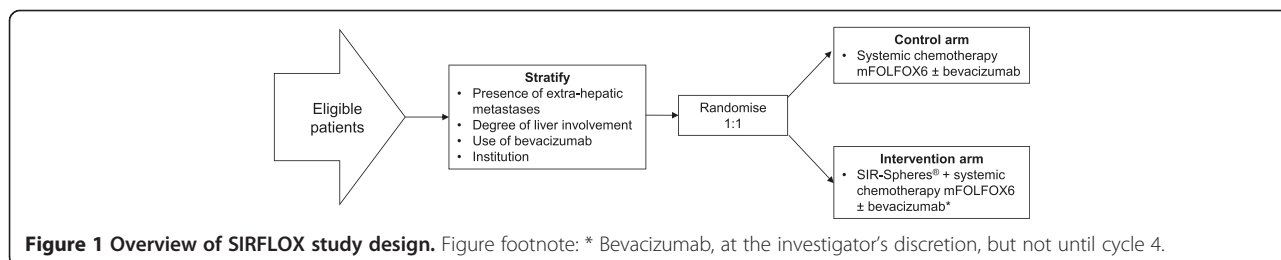 Eligible
patients
Stratify
• Presence of extra-hepatic
metastases
• Degree of liver involvement
• Use of bevacizumab
• Institution
Randomise
1:1
Control arm
• Systemic chemotherapy
mFOLFOX6 ± bevacizumab
Intervention arm
• SIR-Spheres® + systemic
chemotherapy mFOLFOX6
± bevacizumab*
Figure 1 Overview of SIRFLOX study design. Figure footnote: * Bevacizumab, at the investigator's discretion, but not until cycle 4.